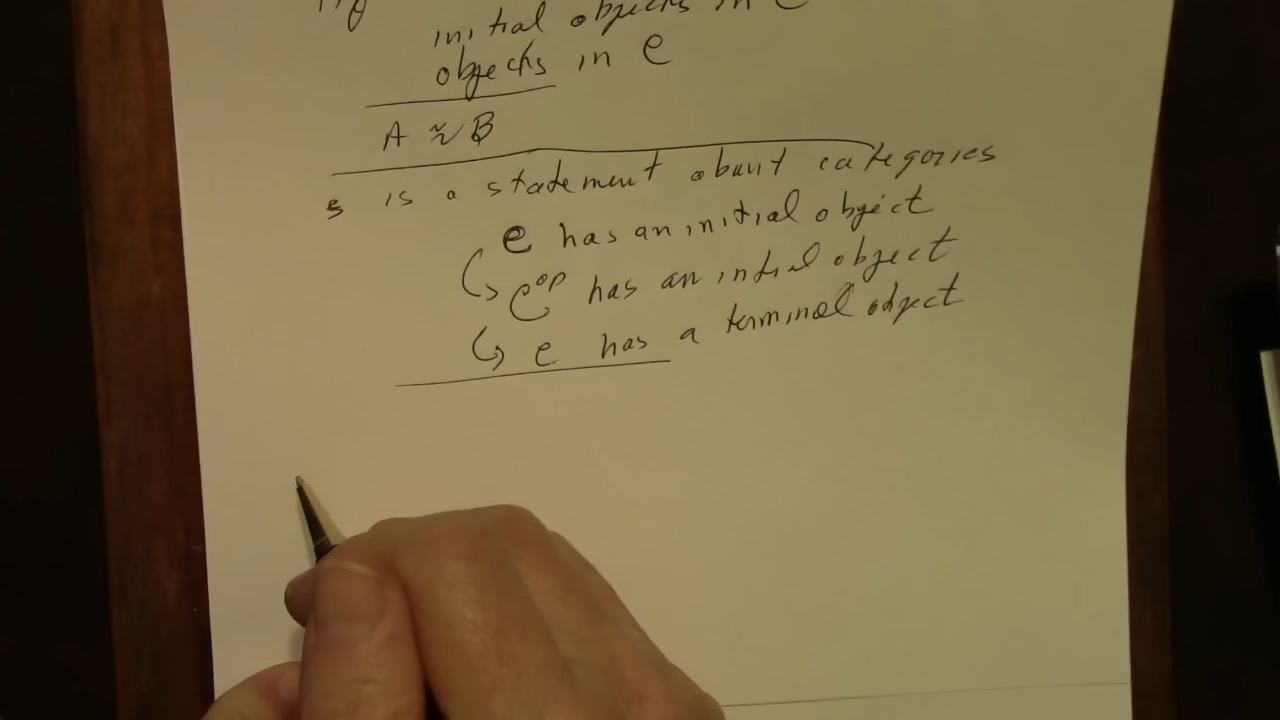 initial objects in C
objects in C
A ≈ B
s is a statement about categories
C has an initial object
C^op has an initial object
C has a terminal object